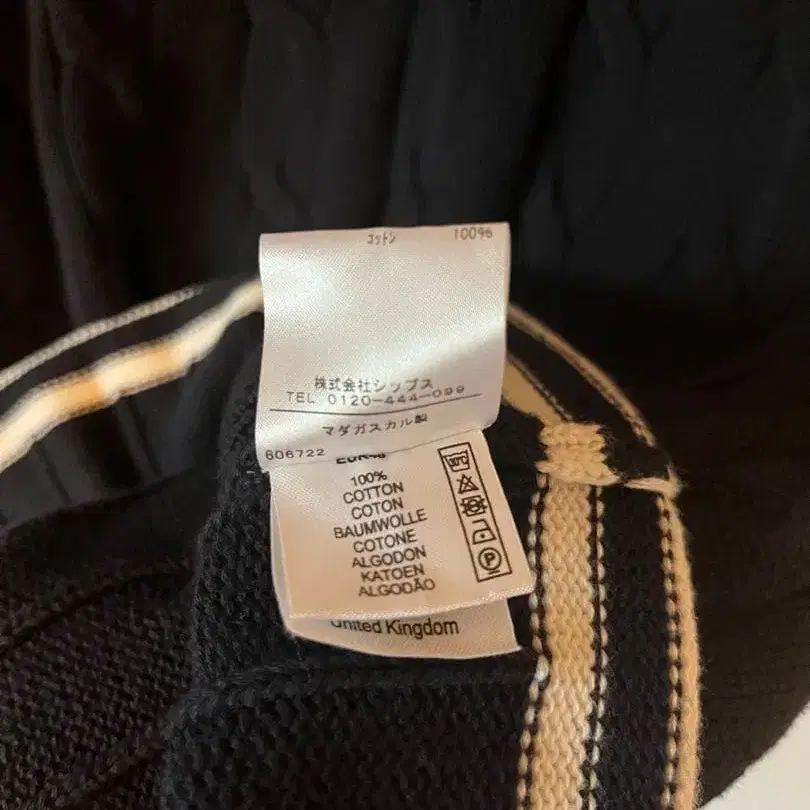 コットン 100%
株式会社シップス
TEL 0120-444-099
マダガスカル製
606722
100%
COTTON
COTON
BAUMWOLLE
COTONE
ALGODON
KATOEN
ALGODÃO
United Kingdom